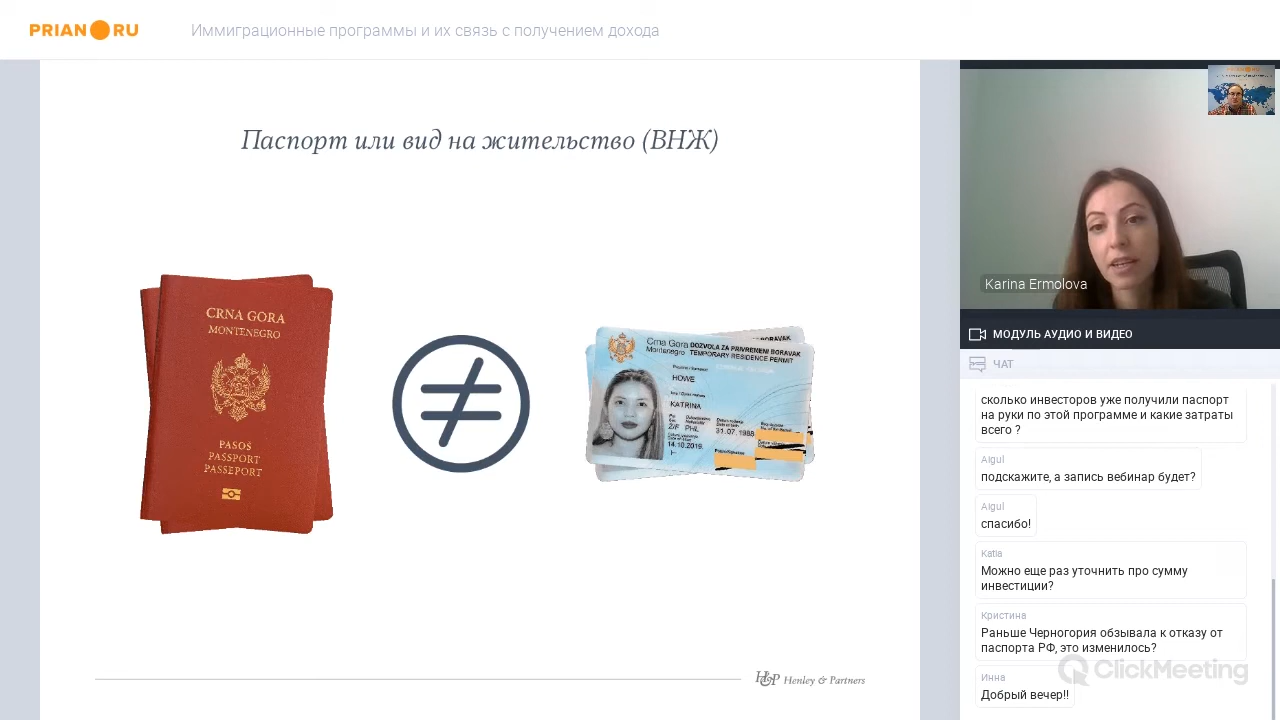 PRIAN RU
Иммиграционные программы и их связь с получением дохода
Паспорт или вид на жительство (ВНЖ)
CRNA GORA
MONTENEGRO
PASOŠ
PASSPORT
PASSEPORT
Crna Gora DOZVOLA ZA PRIVREMENI BORAVAK
Montenegro TEMPORARY RESIDENCE PERMIT
HOWE
KATRINA
Ž/F PHL 31.07.1988
14.10.2019.
H&P Henley & Partners
Karina Ermolova
МОДУЛЬ АУДИО И ВИДЕО
ЧАТ
сколько инвесторов уже получили паспорт
на руки по этой программе и какие затраты
всего ?
Aigul
подскажите, а запись вебинар будет?
Aigul
спасибо!
Katia
Можно еще раз уточнить про сумму
инвестиции?
Кристина
Раньше Черногория обзывала к отказу от
паспорта РФ, это изменилось?
Инна
Добрый вечер!!
ClickMeeting